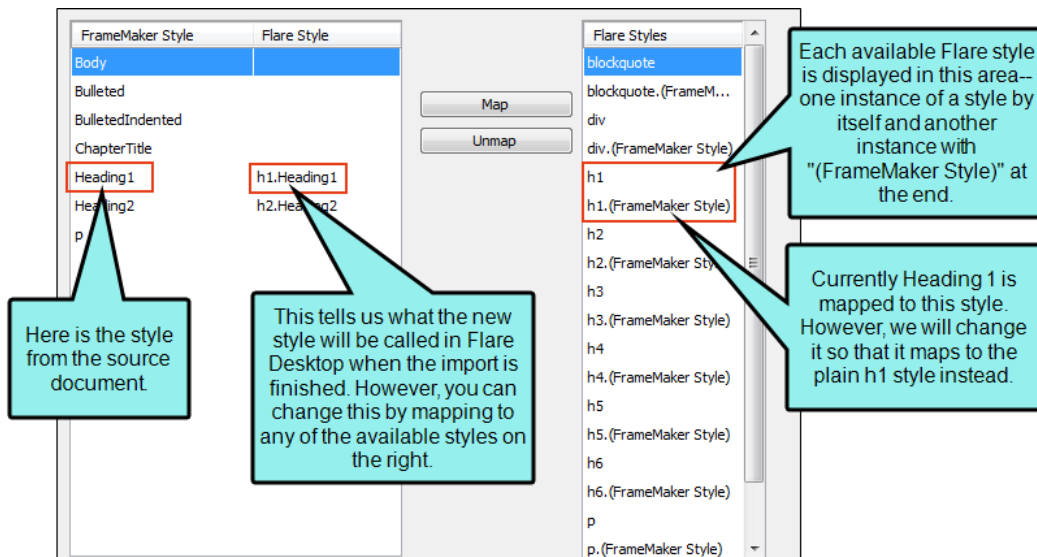 FrameMaker Style Flare Style
Body
Bulleted
BulletedIndented
ChapterTitle
Heading1 h1.Heading1
Heading2 h2.Heading2
p
Map
Unmap
Flare Styles
blockquote
blockquote.(FrameM...
div
div.(FrameMaker Style)
h1
h1.(FrameMaker Style)
h2
h2.(FrameMaker Sty
h3
h3.(FrameMaker Style)
h4
h4.(FrameMaker Style)
h5
h5.(FrameMaker Style)
h6
h6.(FrameMaker Style)
p
p.(FrameMaker Style)
Here is the style
from the source
document.
This tells us what the new
style will be called in Flare
Desktop when the import is
finished. However, you can
change this by mapping to
any of the available styles on
the right.
Each available Flare style
is displayed in this area--
one instance of a style by
itself and another
instance with
"(FrameMaker Style)" at
the end.
Currently Heading 1 is
mapped to this style.
However, we will change
it so that it maps to the
plain h1 style instead.